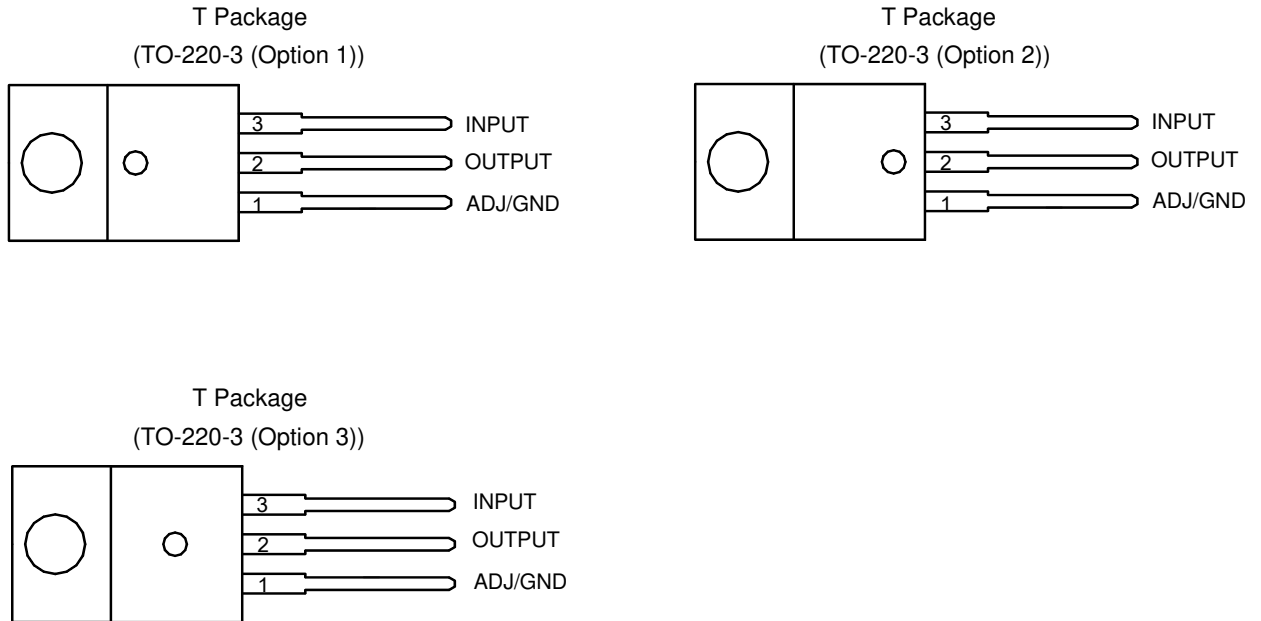 T Package
(TO-220-3 (Option 1))
3 INPUT
2 OUTPUT
1 ADJ/GND
T Package
(TO-220-3 (Option 2))
3 INPUT
2 OUTPUT
1 ADJ/GND
T Package
(TO-220-3 (Option 3))
3 INPUT
2 OUTPUT
1 ADJ/GND